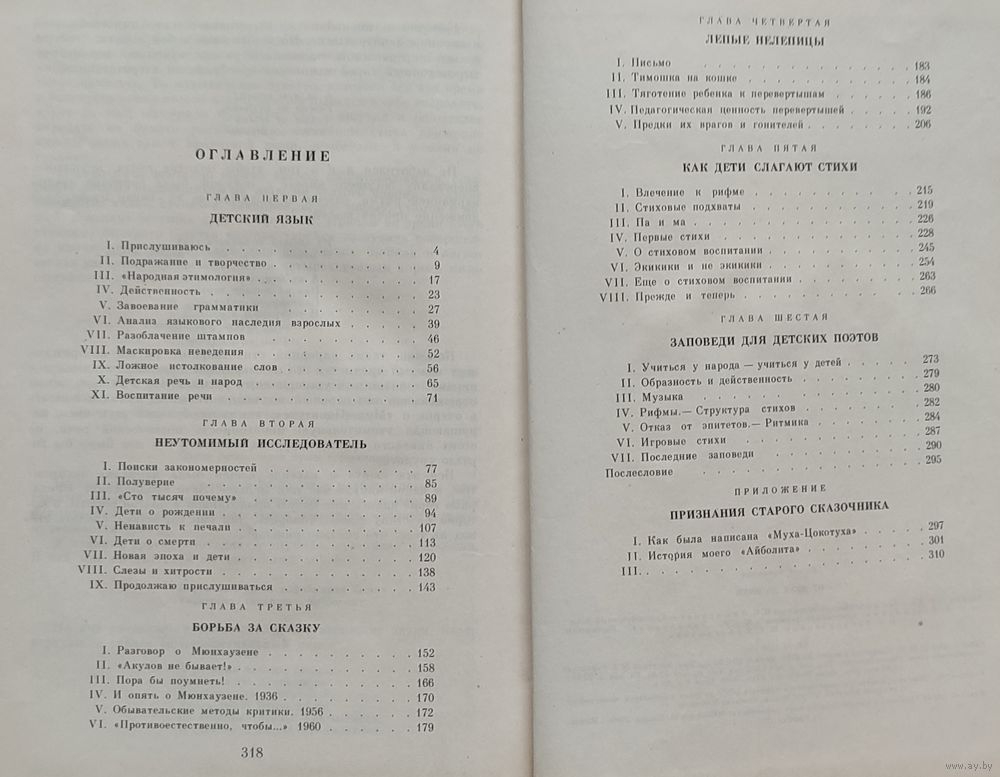 ОГЛАВЛЕНИЕ
ГЛАВА ПЕРВАЯ
ДЕТСКИЙ ЯЗЫК
I. Прислушиваюсь . . . . . . . . . . . . 4
II. Подражание и творчество . . . . . . . . . 9
III. «Народная этимология» . . . . . . . . . . 17
IV. Действенность . . . . . . . . . . . . 23
V. Завоевание грамматики . . . . . . . . . 27
VI. Анализ языкового наследия взрослых . . . . . 39
VII. Разоблачение штампов . . . . . . . . . 46
VIII. Маскировка неведения . . . . . . . . . 52
IX. Ложное истолкование слов . . . . . . . . 56
X. Детская речь и народ . . . . . . . . . . 65
XI. Воспитание речи . . . . . . . . . . . 71
ГЛАВА ВТОРАЯ
НЕУТОМИМЫЙ ИССЛЕДОВАТЕЛЬ
I. Поиски закономерностей . . . . . . . . . 77
II. Полуверие . . . . . . . . . . . . 85
III. «Сто тысяч почему» . . . . . . . . . . 89
IV. Дети о рождении . . . . . . . . . . . 94
V. Ненависть к печали . . . . . . . . . . 107
VI. Дети о смерти . . . . . . . . . . . . 113
VII. Новая эпоха и дети . . . . . . . . . . 120
VIII. Слезы и хитрости . . . . . . . . . . . 138
IX. Продолжаю прислушиваться . . . . . . . . 143
ГЛАВА ТРЕТЬЯ
БОРЬБА ЗА СКАЗКУ
I. Разговор о Мюнхаузене . . . . . . . . . 152
II. «Акулов не бывает!» . . . . . . . . . . 158
III. Пора бы поумнеть! . . . . . . . . . . 166
IV. И опять о Мюнхаузене. 1936 . . . . . . . . 170
V. Обывательские методы критики. 1956 . . . . . 172
VI. «Противоестественно, чтобы...» 1960 . . . . . 179
318
ГЛАВА ЧЕТВЕРТАЯ
ЛЕПЫЕ НЕЛЕПИЦЫ
I. Письмо . . . . . . . . . . . . . 183
II. Тимошка на кошке . . . . . . . . . . 184
III. Тяготение ребенка к перевертышам . . . . . . 186
IV. Педагогическая ценность перевертышей . . . . . 192
V. Предки их врагов и гонителей . . . . . . . . 206
ГЛАВА ПЯТАЯ
КАК ДЕТИ СЛАГАЮТ СТИХИ
I. Влечение к рифме . . . . . . . . . . 215
II. Стиховые подхваты . . . . . . . . . . 219
III. Па и ма . . . . . . . . . . . . . 226
IV. Первые стихи . . . . . . . . . . . . 228
V. О стиховом воспитании . . . . . . . . . 245
VI. Экикики и не экикики . . . . . . . . . 254
VII. Еще о стиховом воспитании . . . . . . . . 263
VIII. Прежде и теперь . . . . . . . . . . . 266
ГЛАВА ШЕСТАЯ
ЗАПОВЕДИ ДЛЯ ДЕТСКИХ ПОЭТОВ
I. Учиться у народа — учиться у детей . . . . . 273
II. Образность и действенность . . . . . . . . 279
III. Музыка . . . . . . . . . . . . . 280
IV. Рифмы.— Структура стихов . . . . . . . . 282
V. Отказ от эпитетов.— Ритмика . . . . . . . 284
VI. Игровые стихи . . . . . . . . . . . 287
VII. Последние заповеди . . . . . . . . . . 290
Послесловие . . . . . . . . . . . . . 295
ПРИЛОЖЕНИЕ
ПРИЗНАНИЯ СТАРОГО СКАЗОЧНИКА
I. Как была написана «Муха-Цокотуха» . . . . . 297
II. История моего «Айболита» . . . . . . . . 301
III. . . . . . . . . . . . . . . . . 310
www.ay.by